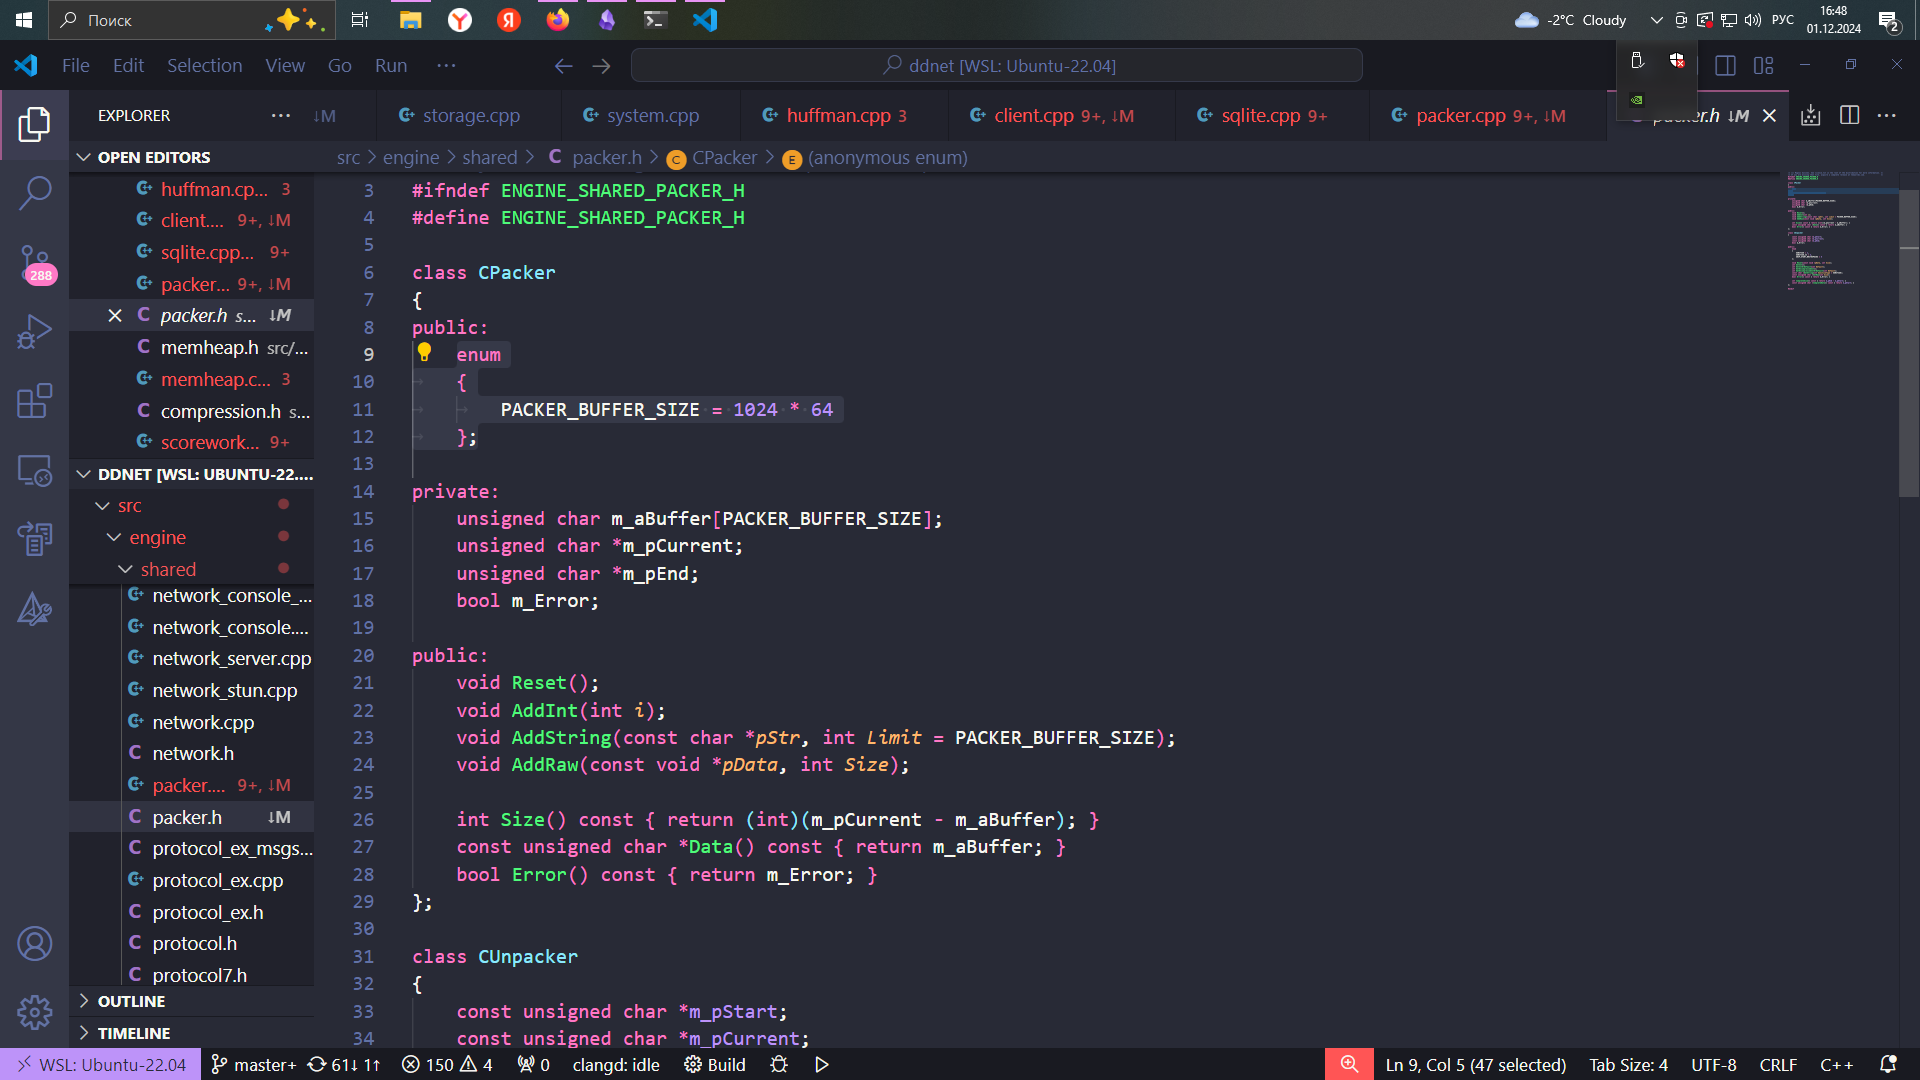 Поиск
-2°C Cloudy
РУС
16:48
01.12.2024
2
File Edit Selection View Go Run ···
ddnet [WSL: Ubuntu-22.04]
EXPLORER
↓M
storage.cpp
system.cpp
huffman.cpp 3
client.cpp 9+, ↓M
sqlite.cpp 9+
packer.cpp 9+, ↓M
packer.h ↓M
OPEN EDITORS
src > engine > shared > C packer.h > CPacker > (anonymous enum)
huffman.cp... 3
client.... 9+, ↓M
sqlite.cpp... 9+
packer... 9+, ↓M
packer.h s... ↓M
memheap.h src/...
memheap.c... 3
compression.h s...
scorework... 9+
DDNET [WSL: UBUNTU-22....
src
engine
shared
network_console_...
network_console....
network_server.cpp
network_stun.cpp
network.cpp
network.h
packer.... 9+, ↓M
packer.h ↓M
protocol_ex_msgs...
protocol_ex.cpp
protocol_ex.h
protocol.h
protocol7.h
OUTLINE
TIMELINE
288
3 #ifndef ENGINE_SHARED_PACKER_H
4 #define ENGINE_SHARED_PACKER_H
5
6 class CPacker
7 {
8 public:
9 enum
10 {
11 PACKER_BUFFER_SIZE = 1024 * 64
12 };
13
14 private:
15 unsigned char m_aBuffer[PACKER_BUFFER_SIZE];
16 unsigned char *m_pCurrent;
17 unsigned char *m_pEnd;
18 bool m_Error;
19
20 public:
21 void Reset();
22 void AddInt(int i);
23 void AddString(const char *pStr, int Limit = PACKER_BUFFER_SIZE);
24 void AddRaw(const void *pData, int Size);
25
26 int Size() const { return (int)(m_pCurrent - m_aBuffer); }
27 const unsigned char *Data() const { return m_aBuffer; }
28 bool Error() const { return m_Error; }
29 };
30
31 class CUnpacker
32 {
33 const unsigned char *m_pStart;
34 const unsigned char *m_pCurrent;
WSL: Ubuntu-22.04 master+ 61↓ 1↑ 150 4 0 clangd: idle Build
Ln 9, Col 5 (47 selected) Tab Size: 4 UTF-8 CRLF C++